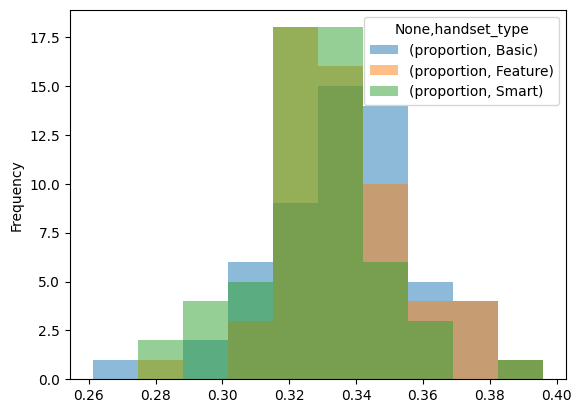 None,handset_type
(proportion, Basic)
(proportion, Feature)
(proportion, Smart)
Frequency
17.5
15.0
12.5
10.0
7.5
5.0
2.5
0.0
0.26 0.28 0.30 0.32 0.34 0.36 0.38 0.40